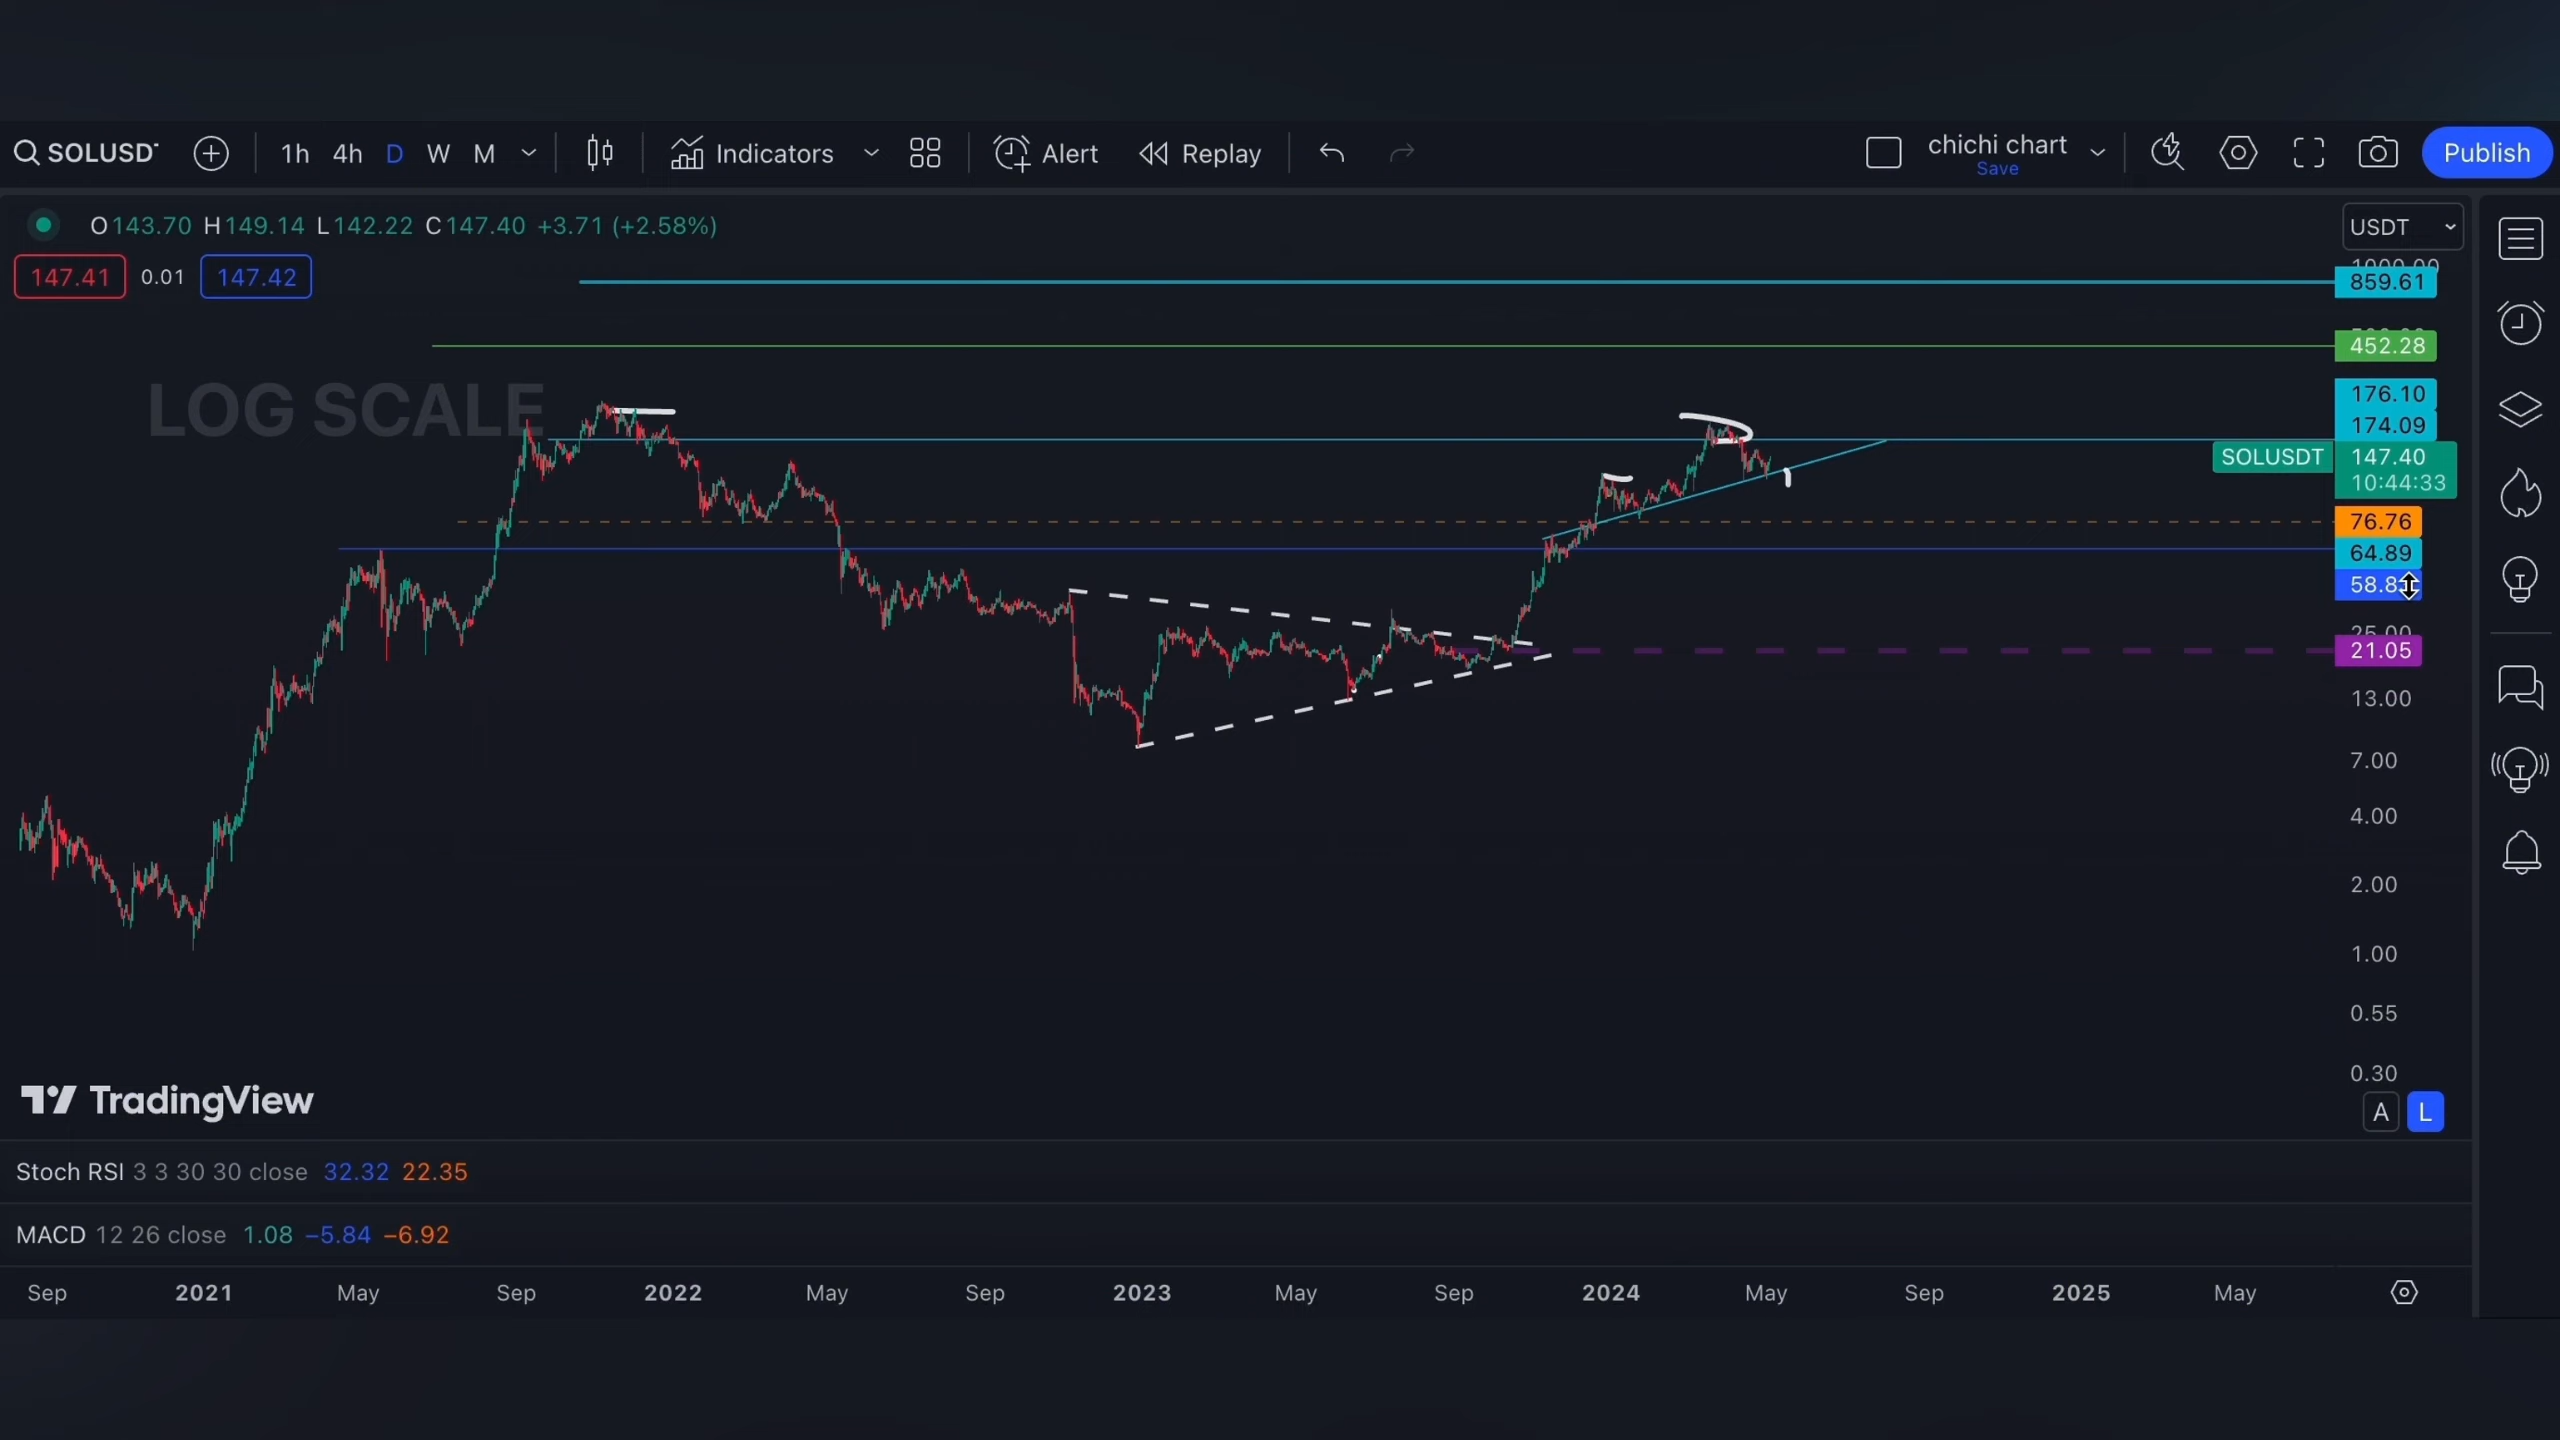 SOLUSDT 1h 4h D W M Indicators Alert Replay chichi chart Publish
Save
O143.70 H149.14 L142.22 C147.40 +3.71 (+2.58%) USDT
147.41 0.01 147.42
859.61
452.28
LOG SCALE
176.10
174.09
SOLUSDT 147.40
10:44:33
76.76
64.89
25.00
21.05
13.00
7.00
4.00
2.00
1.00
0.55
0.30
TradingView
A L
Stoch RSI 3 3 30 30 close 32.32 22.35
MACD 12 26 close 1.08 −5.84 −6.92
Sep 2021 May Sep 2022 May Sep 2023 May Sep 2024 May Sep 2025 May